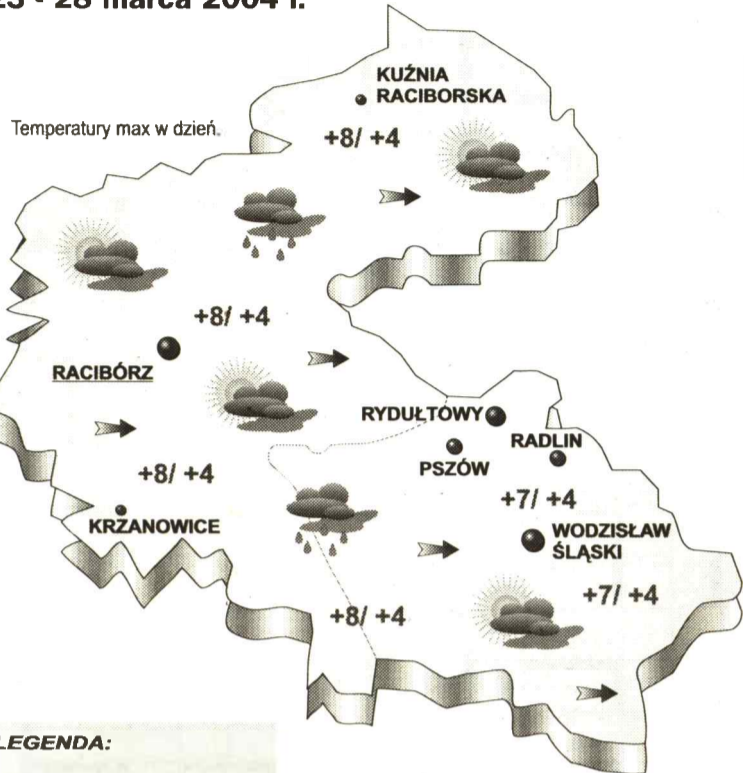 28 marca 2004 r.
Temperatury max w dzień.
KUŹNIA
RACIBORSKA
+8/ +4
+8/ +4
RACIBÓRZ
RYDUŁTOWY
RADLIN
PSZÓW
+8/ +4
+7/ +4
KRZANOWICE
WODZISŁAW
ŚLĄSKI
+7/ +4
+8/ +4
LEGENDA: